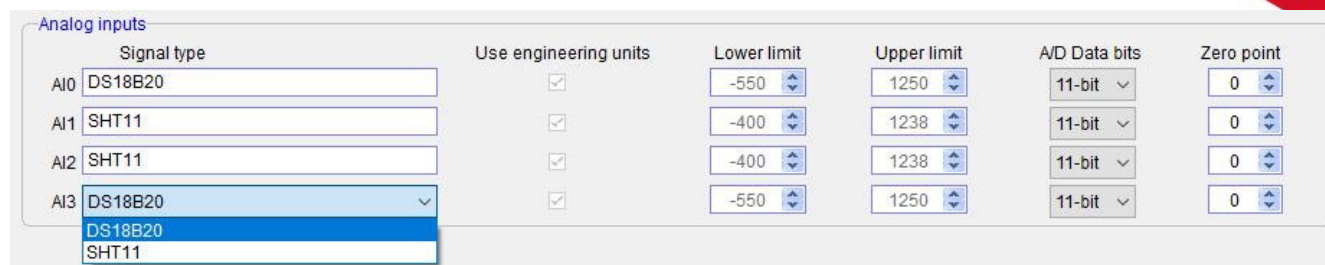 Analog inputs
Signal type Use engineering units Lower limit Upper limit A/D Data bits Zero point
AI0 DS18B20 -550 1250 11-bit 0
AI1 SHT11 -400 1238 11-bit 0
AI2 SHT11 -400 1238 11-bit 0
AI3 DS18B20 -550 1250 11-bit 0
DS18B20
SHT11